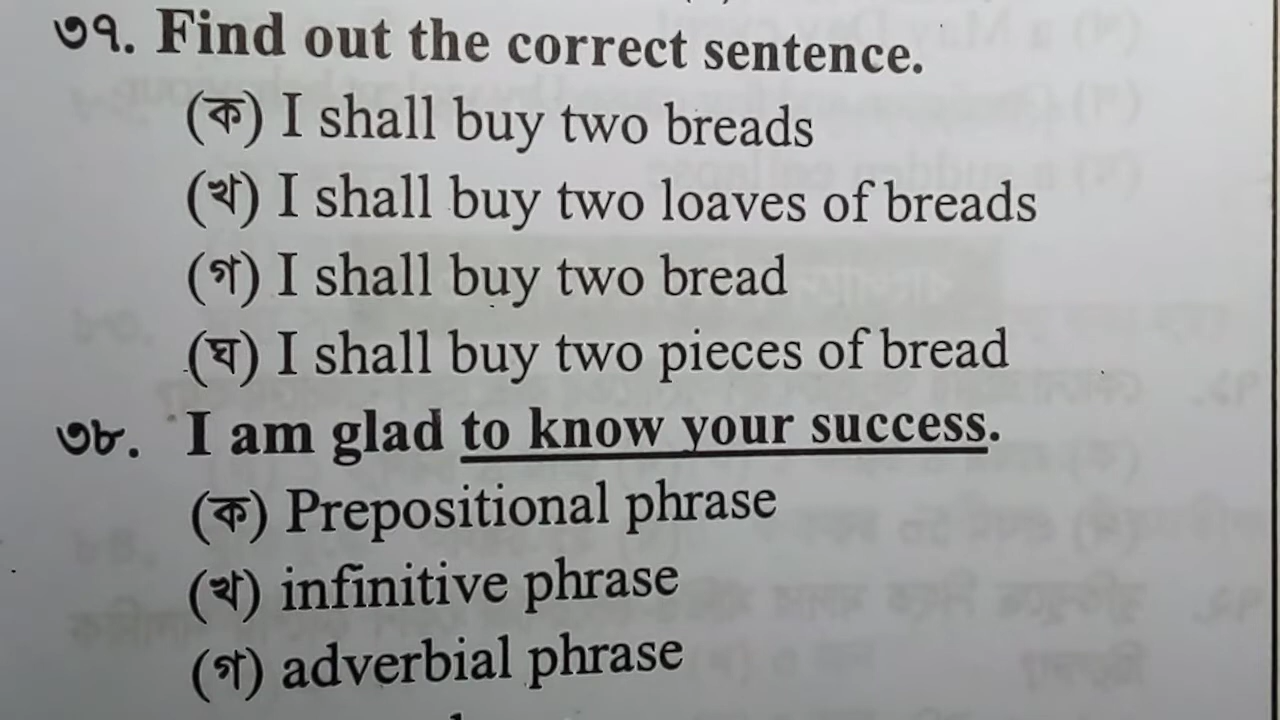 ৩৭. Find out the correct sentence.
(ক) I shall buy two breads
(খ) I shall buy two loaves of breads
(গ) I shall buy two bread
(ঘ) I shall buy two pieces of bread
৩৮. I am glad to know your success.
(ক) Prepositional phrase
(খ) infinitive phrase
(গ) adverbial phrase